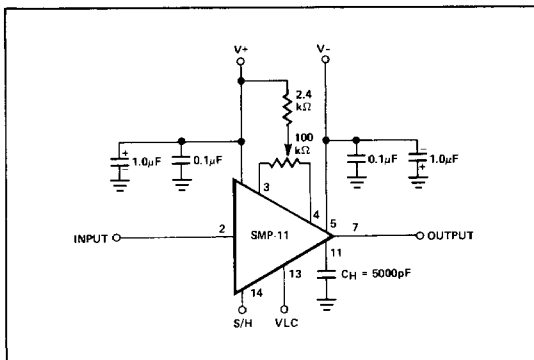 V+
V-
2.4
kΩ
100
kΩ
+
1.0μF
−
0.1μF
0.1μF
−
1.0μF
+
3
4
5
INPUT
2
SMP-11
7
OUTPUT
11
13
CH = 5000pF
14
S/H
VLC